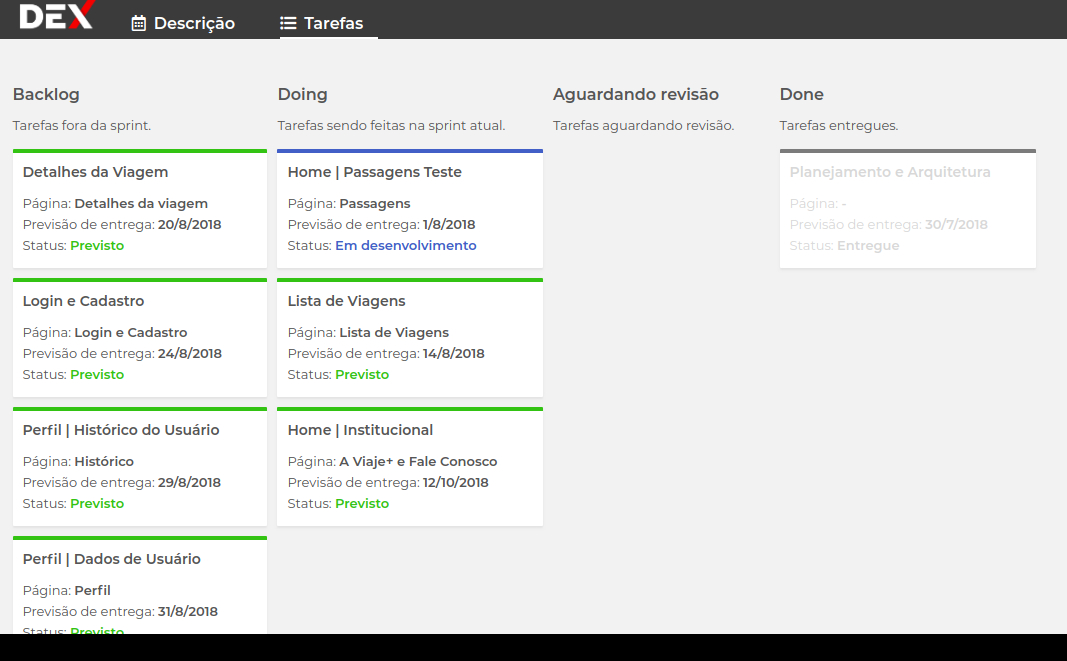 DEX
Descrição
Tarefas
Backlog
Tarefas fora da sprint.
Detalhes da Viagem
Página: Detalhes da viagem
Previsão de entrega: 20/8/2018
Status: Previsto
Login e Cadastro
Página: Login e Cadastro
Previsão de entrega: 24/8/2018
Status: Previsto
Perfil | Histórico do Usuário
Página: Histórico
Previsão de entrega: 29/8/2018
Status: Previsto
Perfil | Dados de Usuário
Página: Perfil
Previsão de entrega: 31/8/2018
Status: Previsto
Doing
Tarefas sendo feitas na sprint atual.
Home | Passagens Teste
Página: Passagens
Previsão de entrega: 1/8/2018
Status: Em desenvolvimento
Lista de Viagens
Página: Lista de Viagens
Previsão de entrega: 14/8/2018
Status: Previsto
Home | Institucional
Página: A Viaje+ e Fale Conosco
Previsão de entrega: 12/10/2018
Status: Previsto
Aguardando revisão
Tarefas aguardando revisão.
Done
Tarefas entregues.
Planejamento e Arquitetura
Página: -
Previsão de entrega: 30/7/2018
Status: Entregue